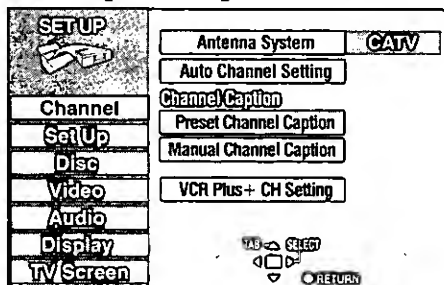 SET UP
Antenna System CATV
Auto Channel Setting
Channel Channel Caption
Set Up Preset Channel Caption
Disc Manual Channel Caption
Video VCR Plus+ CH Setting
Audio
Display TAB SELECT
TV Screen RETURN